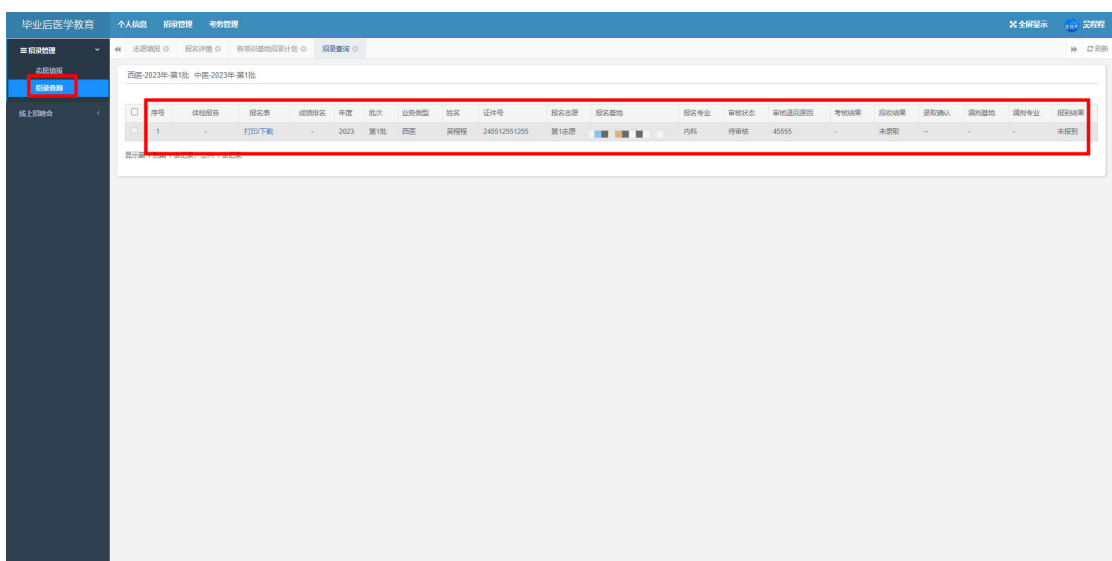 毕业后医学教育 个人信息 招录管理 考务管理 全屏显示 吴程程
招录管理 志愿填报 报名详情 各培训基地招录计划 招录查询 刷新
志愿填报
西医-2023年-第1批 中医-2023年-第1批
招录查询
线上招聘会
序号 体检报告 报名表 成绩排名 年度 批次 业务类型 姓名 证件号 报名志愿 报名基地 报名专业 审核状态 审核退回原因 考核结果 招收结果 录取确认 调剂基地 调剂专业 报到结果
1 - 打印/下载 - 2023 第1批 西医 吴程程 245512551255 第1志愿 内科 待审核 45555 - 未录取 -- - - 未报到